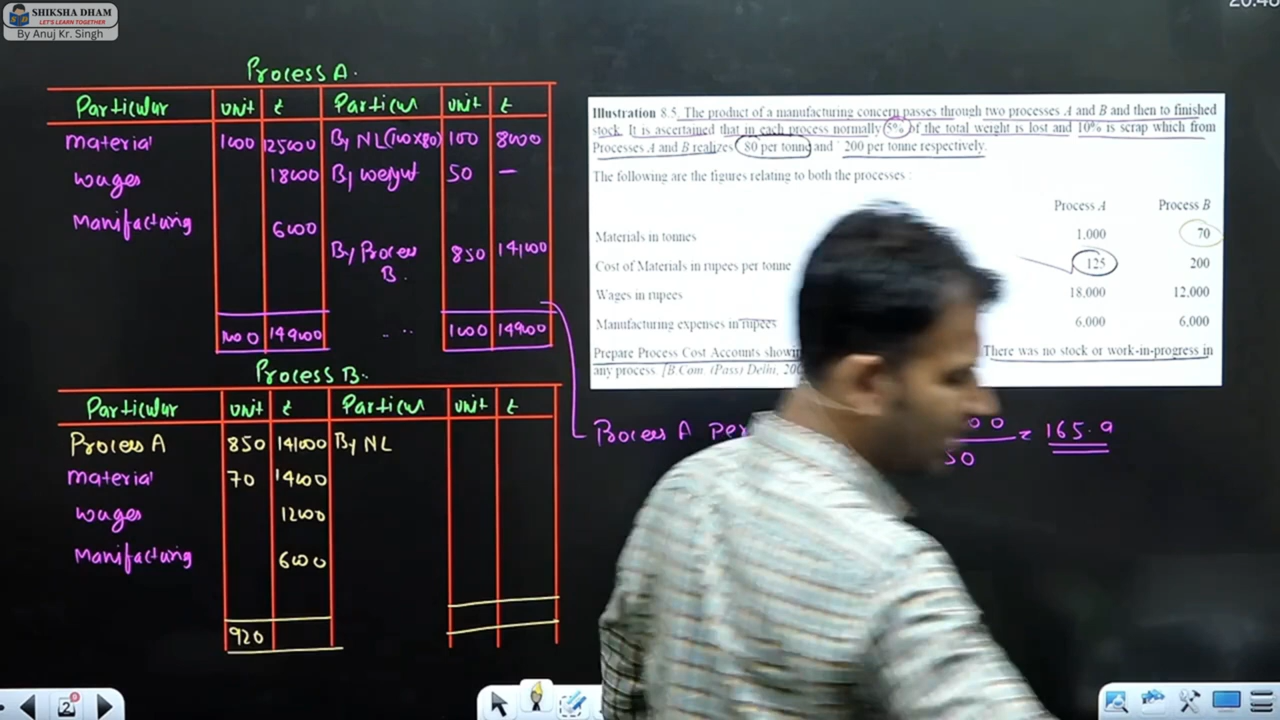 SHIKSHA DHAM
LET'S LEARN TOGETHER
By Anuj Kr. Singh
Process A.
Particular unit ₹ Particur unit ₹
material 1000 125000 By NL(100x80) 100 8000
wages 18000 By weight 50 —
Manifacturing 6000
By Process B. 850 141000
1000 149000 1000 149000
Process B.
Particular unit ₹ Particur unit ₹
Process A 850 141000 By NL
material 70 14000
wages 12000
Manifacturing 6000
920
Illustration 8.5. The product of a manufacturing concern passes through two processes A and B and then to finished
stock. It is ascertained that in each process normally 5% of the total weight is lost and 10% is scrap which from
Processes A and B realizes 80 per tonne and 200 per tonne respectively.
The following are the figures relating to both the processes :
Process A Process B
Materials in tonnes 1,000 70
Cost of Materials in rupees per tonne 125 200
Wages in rupees 18,000 12,000
Manufacturing expenses in rupees 6,000 6,000
Prepare Process Cost Accounts There was no stock or work-in-progress in
any process. [B.Com. (Pass) Delhi,
Process A per = 165.9
2